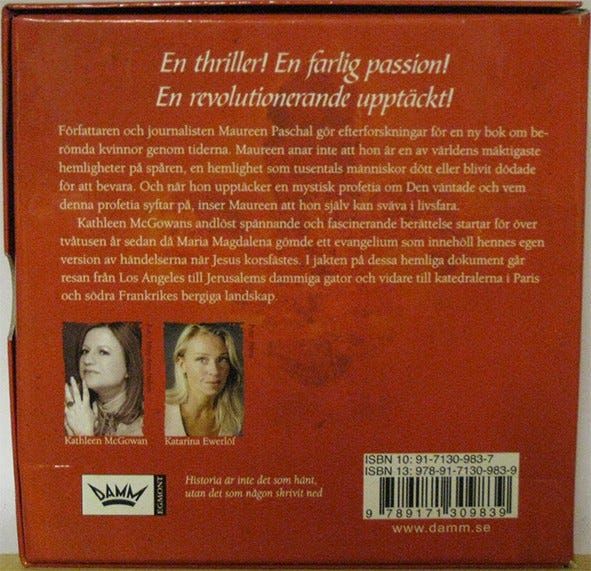 En thriller! En farlig passion!
En revolutionerande upptäckt!
Författaren och journalisten Maureen Paschal gör efterforskningar för en ny bok om be-
römda kvinnor genom tiderna. Maureen anar inte att hon är en av världens mäktigaste
hemligheter på spåren, en hemlighet som tusentals människor dött eller blivit dödade
för att bevara. Och när hon upptäcker en mystisk profetia om Den väntade och vem
denna profetia syftar på, inser Maureen att hon själv kan sväva i livsfara.
Kathleen McGowans andlöst spännande och fascinerande berättelse startar för över
tvåtusen år sedan då Maria Magdalena gömde ett evangelium som innehöll hennes egen
version av händelserna när Jesus korsfästes. I jakten på dessa hemliga dokument går
resan från Los Angeles till Jerusalems dammiga gator och vidare till katedralerna i Paris
och södra Frankrikes bergiga landskap.
Kathleen McGowan
Katarina Ewerlöf
DAMM
EGMONT
Historia är inte det som hänt,
utan det som någon skrivit ned
ISBN 10: 91-7130-983-7
ISBN 13: 978-91-7130-983-9
9 789171 309839
www.damm.se